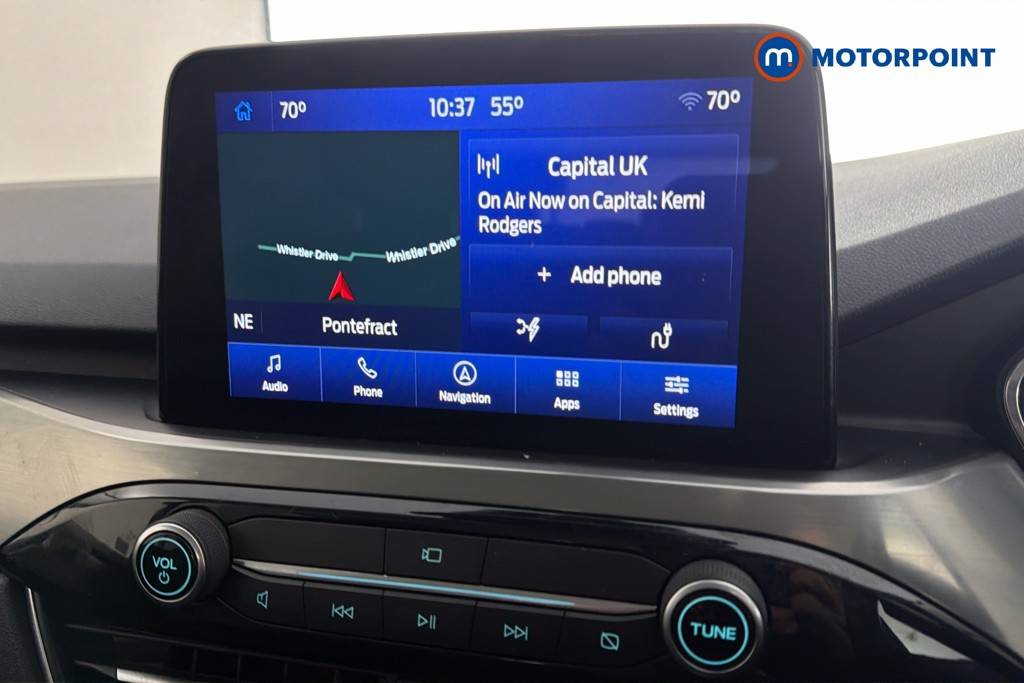 m MOTORPOINT
70° 10:37 55° 70°
Capital UK
On Air Now on Capital: Kemi
Rodgers
Whistler Drive Whistler Drive
+ Add phone
NE Pontefract
Audio Phone Navigation Apps Settings
VOL
TUNE